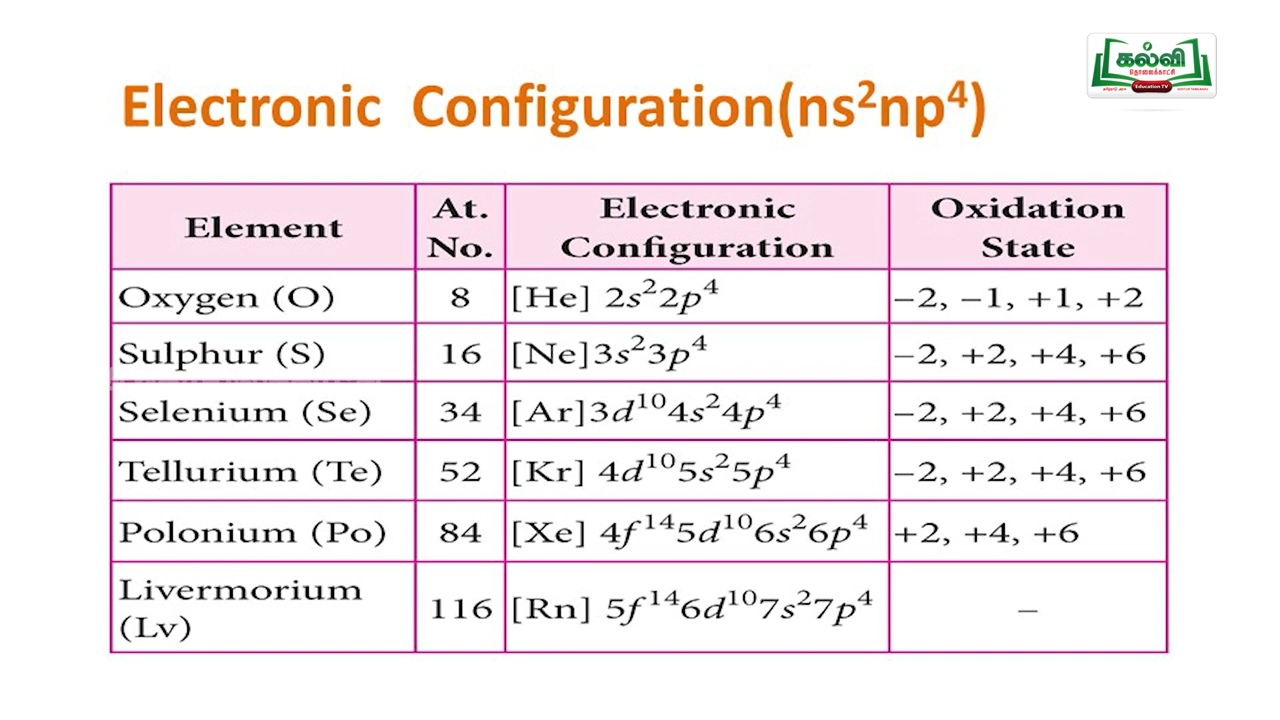 கல்வி
தொலைக்காட்சி
Education TV
Electronic Configuration(ns²np⁴)
Element At. No. Electronic Configuration Oxidation State
Oxygen (O) 8 [He] 2s²2p⁴ –2, –1, +1, +2
Sulphur (S) 16 [Ne]3s²3p⁴ –2, +2, +4, +6
Selenium (Se) 34 [Ar]3d¹⁰4s²4p⁴ –2, +2, +4, +6
Tellurium (Te) 52 [Kr] 4d¹⁰5s²5p⁴ –2, +2, +4, +6
Polonium (Po) 84 [Xe] 4f¹⁴5d¹⁰6s²6p⁴ +2, +4, +6
Livermorium (Lv) 116 [Rn] 5f¹⁴6d¹⁰7s²7p⁴ –